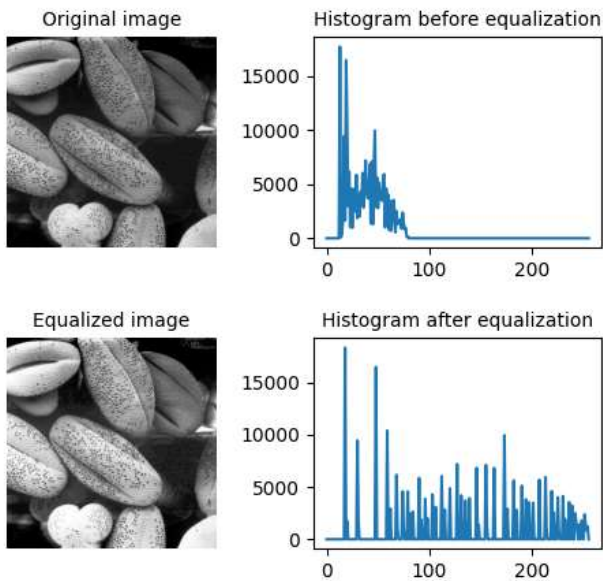 Original image
Histogram before equalization
15000
10000
5000
0
0 100 200
Equalized image
Histogram after equalization
15000
10000
5000
0
0 100 200